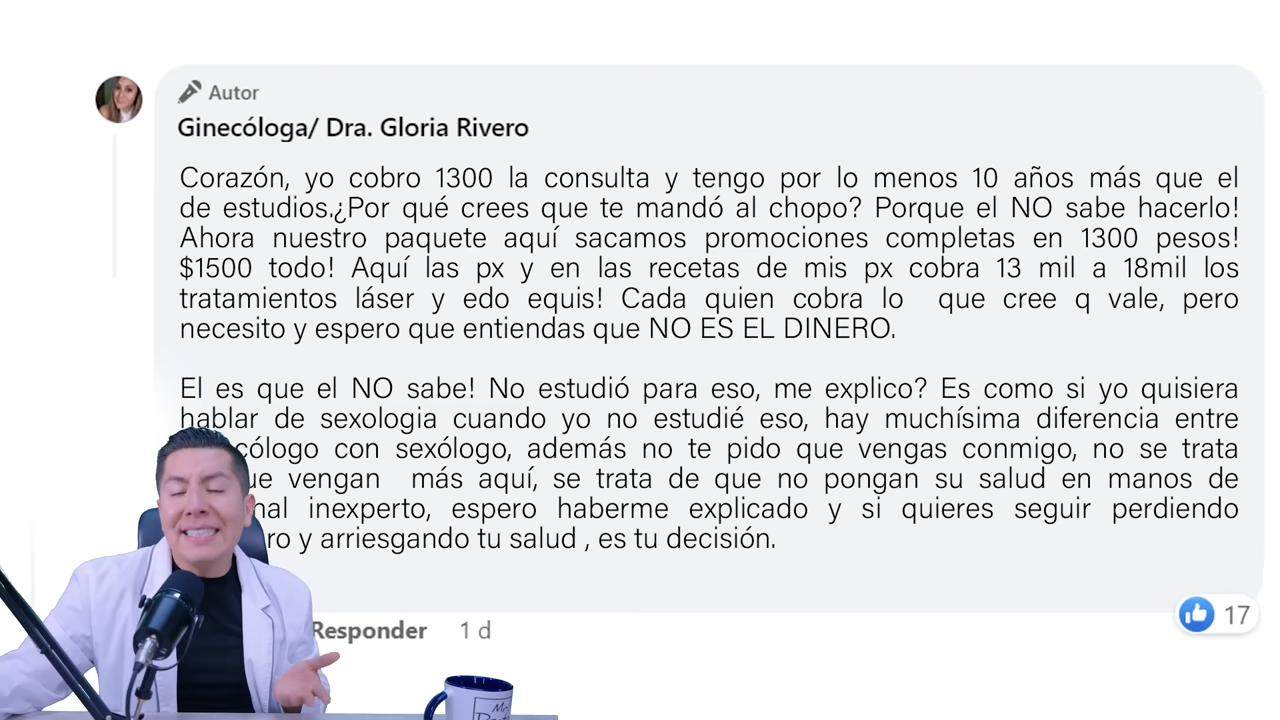 Autor
Ginecóloga/ Dra. Gloria Rivero
Corazón, yo cobro 1300 la consulta y tengo por lo menos 10 años más que el
de estudios.¿Por qué crees que te mandó al chopo? Porque el NO sabe hacerlo!
Ahora nuestro paquete aquí sacamos promociones completas en 1300 pesos!
$1500 todo! Aquí las px y en las recetas de mis px cobra 13 mil a 18mil los
tratamientos láser y edo equis! Cada quien cobra lo que cree q vale, pero
necesito y espero que entiendas que NO ES EL DINERO.
El es que el NO sabe! No estudió para eso, me explico? Es como si yo quisiera
hablar de sexologia cuando yo no estudié eso, hay muchísima diferencia entre
cólogo con sexólogo, además no te pido que vengas conmigo, no se trata
ue vengan más aquí, se trata de que no pongan su salud en manos de
nal inexperto, espero haberme explicado y si quieres seguir perdiendo
ro y arriesgando tu salud , es tu decisión.
Responder 1 d
17